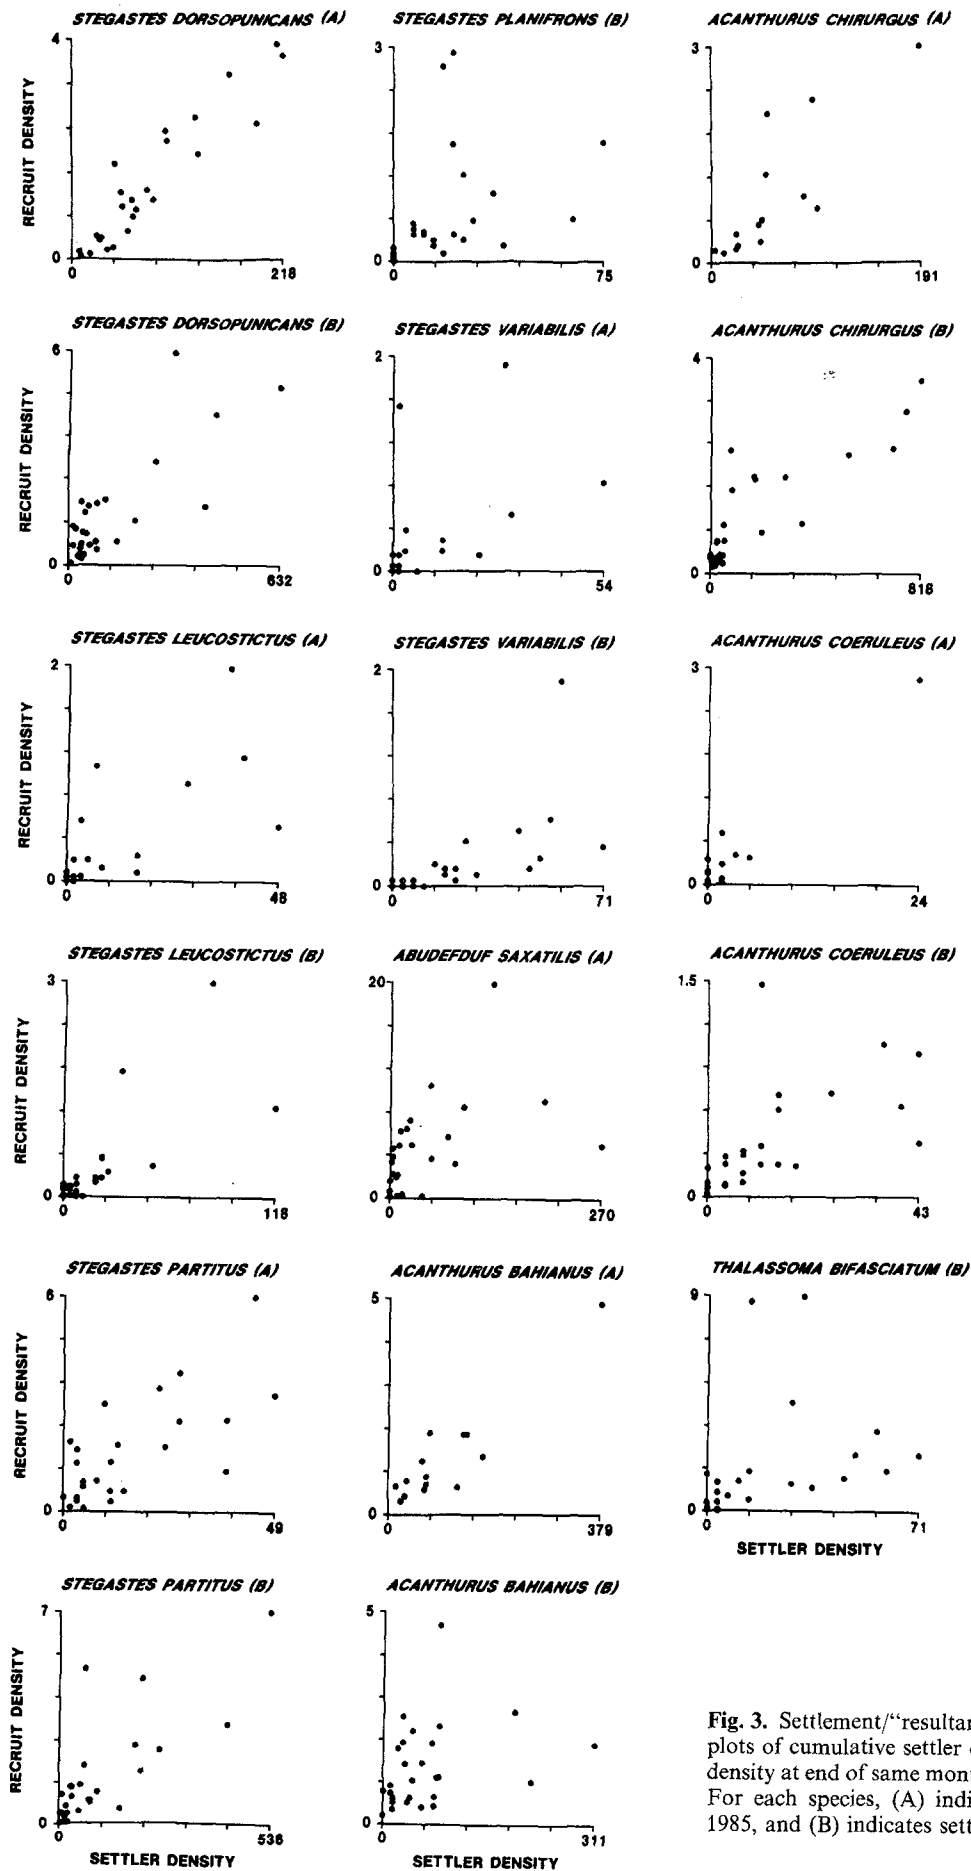 STEGASTES DORSOPUNICANS (A)
RECRUIT DENSITY
4
0
0
218
STEGASTES PLANIFRONS (B)
3
0
0
75
ACANTHURUS CHIRURGUS (A)
3
0
0
191
STEGASTES DORSOPUNICANS (B)
RECRUIT DENSITY
6
0
0
632
STEGASTES VARIABILIS (A)
2
0
0
54
ACANTHURUS CHIRURGUS (B)
4
0
0
818
STEGASTES LEUCOSTICTUS (A)
RECRUIT DENSITY
2
0
0
48
STEGASTES VARIABILIS (B)
2
0
0
71
ACANTHURUS COERULEUS (A)
3
0
0
24
STEGASTES LEUCOSTICTUS (B)
RECRUIT DENSITY
3
0
0
118
ABUDEFDUF SAXATILIS (A)
20
0
0
270
ACANTHURUS COERULEUS (B)
1.5
0
0
43
STEGASTES PARTITUS (A)
RECRUIT DENSITY
6
0
0
49
ACANTHURUS BAHIANUS (A)
5
0
0
379
THALASSOMA BIFASCIATUM (B)
9
0
0
71
SETTLER DENSITY
STEGASTES PARTITUS (B)
RECRUIT DENSITY
7
0
0
536
SETTLER DENSITY
ACANTHURUS BAHIANUS (B)
5
0
0
311
SETTLER DENSITY
Fig. 3. Settlement/“resultan
plots of cumulative settler
density at end of same mon
For each species, (A) indi
1985, and (B) indicates sett